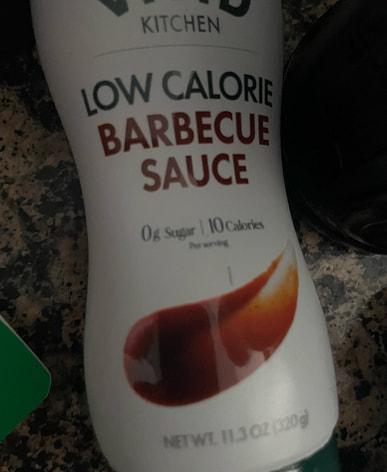 KITCHEN
LOW CALORIE
BARBECUE
SAUCE
0g Sugar | 10 Calories
Per serving
NET WT. 11.3 OZ (320g)